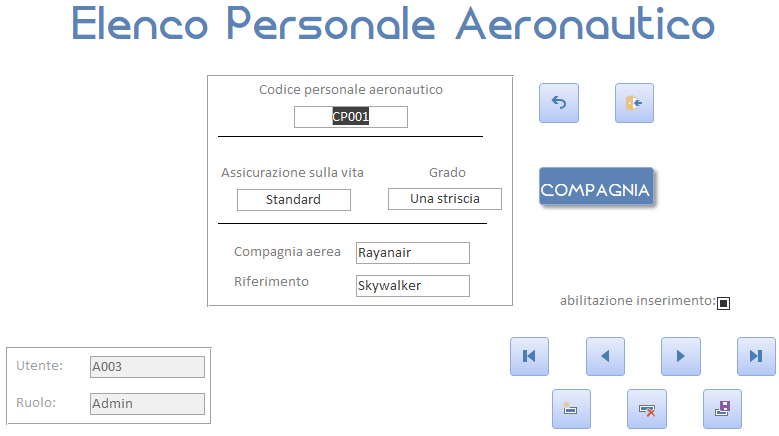 Elenco Personale Aeronautico
Codice personale aeronautico
CP001
Assicurazione sulla vita Grado
Standard Una striscia
COMPAGNIA
Compagnia aerea Rayanair
Riferimento Skywalker
abilitazione inserimento:
Utente: A003
Ruolo: Admin